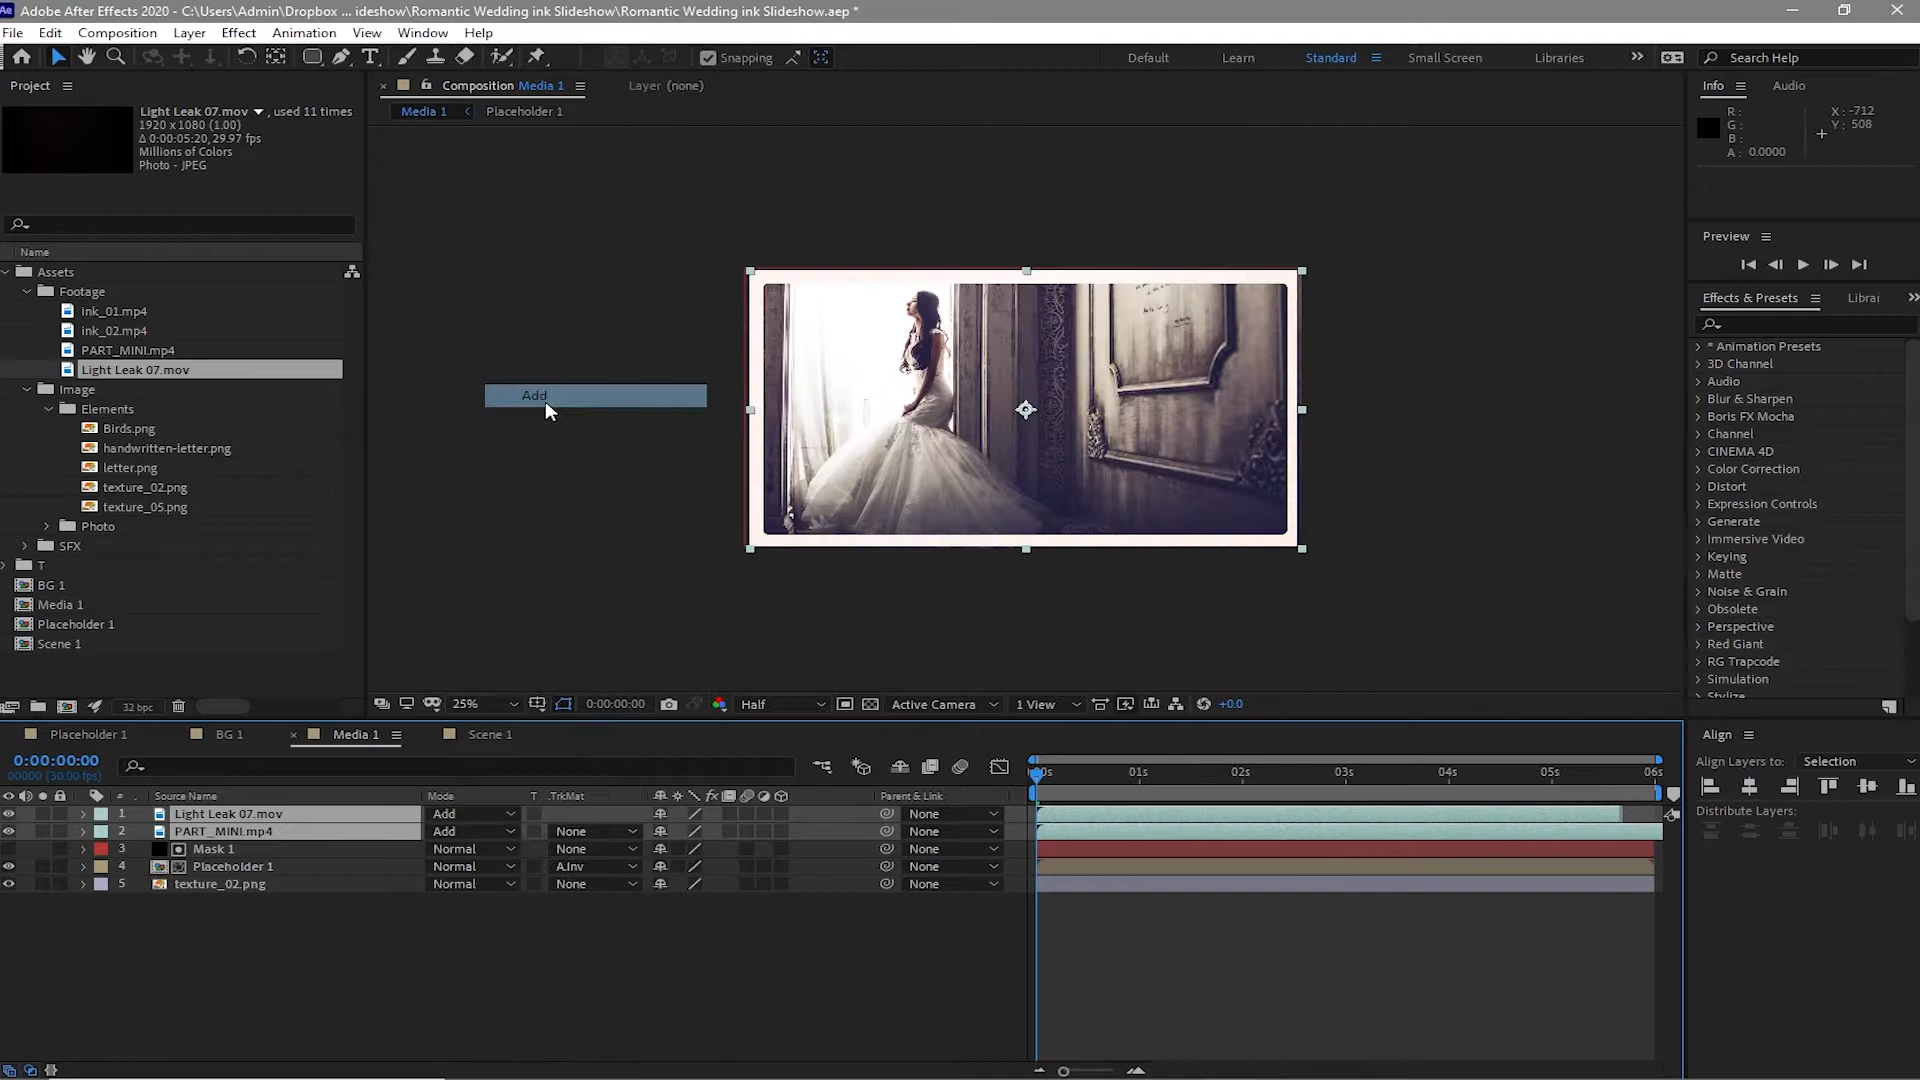 Adobe After Effects 2020 - C:\Users\Admin\Dropbox ... ideshow\Romantic Wedding ink Slideshow\Romantic Wedding ink Slideshow.aep *
File Edit Composition Layer Effect Animation View Window Help
Snapping
Default Learn Standard Small Screen Libraries Search Help
Project
Light Leak 07.mov , used 11 times
1920 x 1080 (1.00)
Δ 0:00:05:20, 29.97 fps
Millions of Colors
Photo - JPEG
Name
Assets
Footage
ink_01.mp4
ink_02.mp4
PART_MINI.mp4
Light Leak 07.mov
Image
Elements
Birds.png
handwritten-letter.png
letter.png
texture_02.png
texture_05.png
Photo
SFX
T
BG 1
Media 1
Placeholder 1
Scene 1
32 bpc
Composition Media 1 Layer (none)
Media 1 Placeholder 1
Add
25% 0:00:00:00 Half Active Camera 1 View +0.0
Info Audio
R :
G :
B :
A : 0.0000
X : -712
Y : 508
Preview
Effects & Presets Librai
* Animation Presets
3D Channel
Audio
Blur & Sharpen
Boris FX Mocha
Channel
CINEMA 4D
Color Correction
Distort
Expression Controls
Generate
Immersive Video
Keying
Matte
Noise & Grain
Obsolete
Perspective
Red Giant
RG Trapcode
Simulation
Stylize
Placeholder 1 BG 1 Media 1 Scene 1
0:00:00:00
00000 (30.00 fps)
# Source Name Mode T .TrkMat Parent & Link
1 Light Leak 07.mov Add None
2 PART_MINI.mp4 Add None None
3 Mask 1 Normal None None
4 Placeholder 1 Normal A.Inv None
5 texture_02.png Normal None None
00s 01s 02s 03s 04s 05s 06s
Align
Align Layers to: Selection
Distribute Layers: